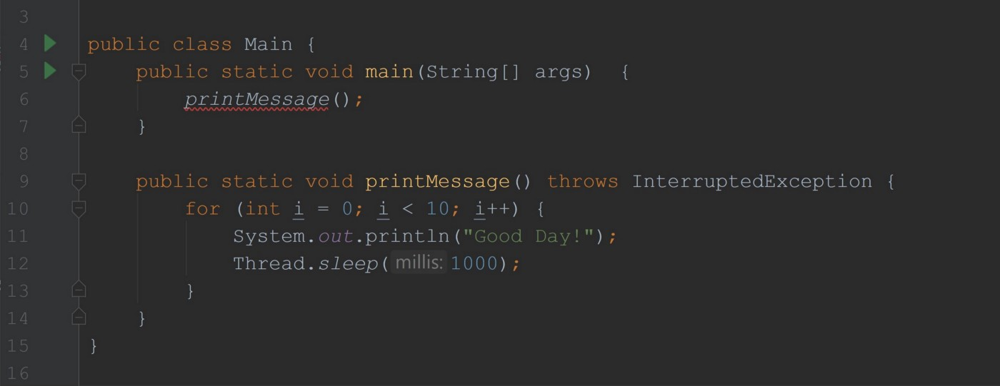 3
4 public class Main {
5 public static void main(String[] args)  {
6 printMessage();
7 }
8
9 public static void printMessage() throws InterruptedException {
10 for (int i = 0; i < 10; i++) {
11 System.out.println("Good Day!");
12 Thread.sleep( millis: 1000);
13 }
14 }
15 }
16